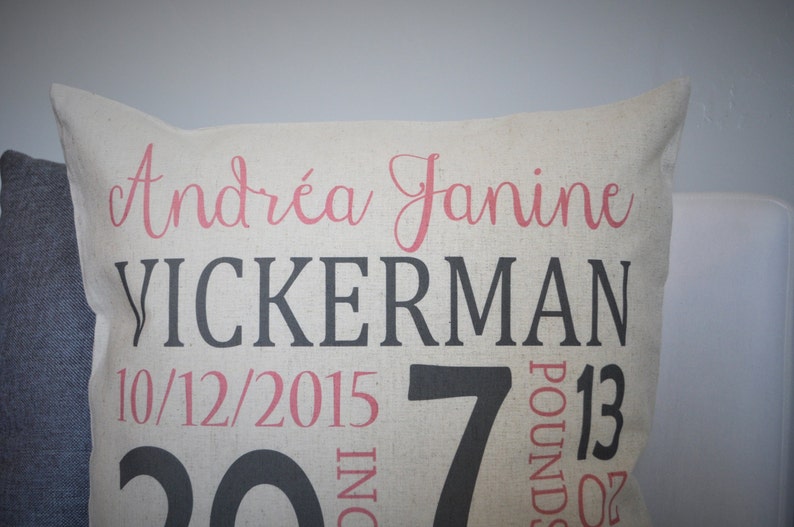 Andréa Janine
VICKERMAN
10/12/2015
7
POUNDS
13